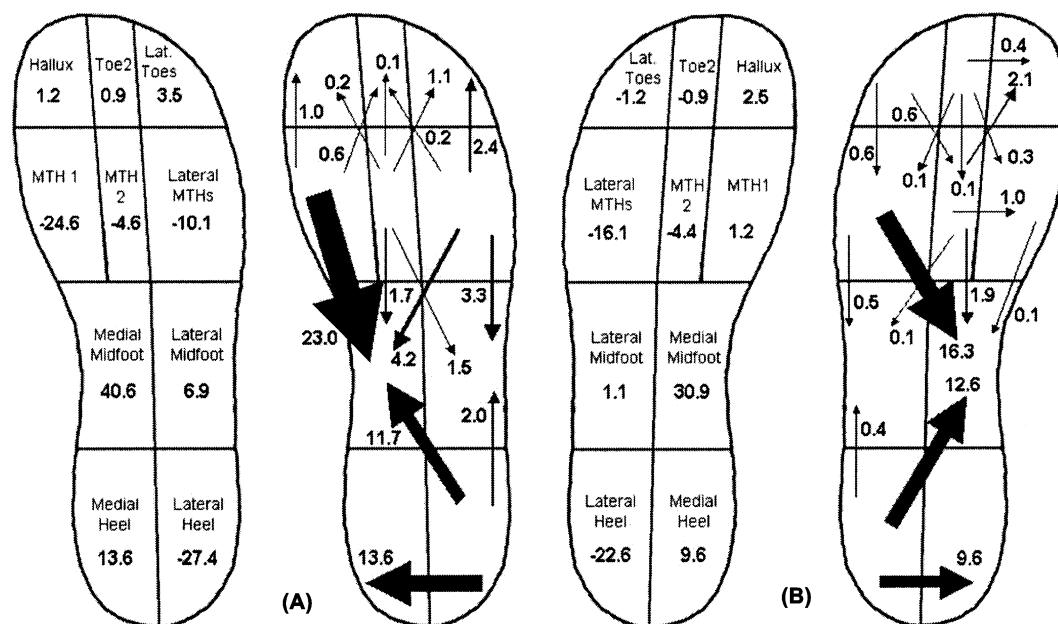 Hallux
1.2
Toe2
0.9
Lat.
Toes
3.5
MTH 1
-24.6
MTH
2
-4.6
Lateral
MTHs
-10.1
Medial
Midfoot
40.6
Lateral
Midfoot
6.9
Medial
Heel
13.6
Lateral
Heel
-27.4
0.1
0.2
1.1
1.0
0.6
0.2
2.4
1.7
3.3
23.0
4.2
1.5
2.0
11.7
13.6
(A)
Lat.
Toes
-1.2
Toe2
-0.9
Hallux
2.5
Lateral
MTHs
-16.1
MTH
2
-4.4
MTH1
1.2
Lateral
Midfoot
1.1
Medial
Midfoot
30.9
Lateral
Heel
-22.6
Medial
Heel
9.6
0.4
2.1
0.6
0.6
0.3
0.1
0.1
1.0
0.5
1.9
0.1
0.1
16.3
12.6
0.4
9.6
(B)